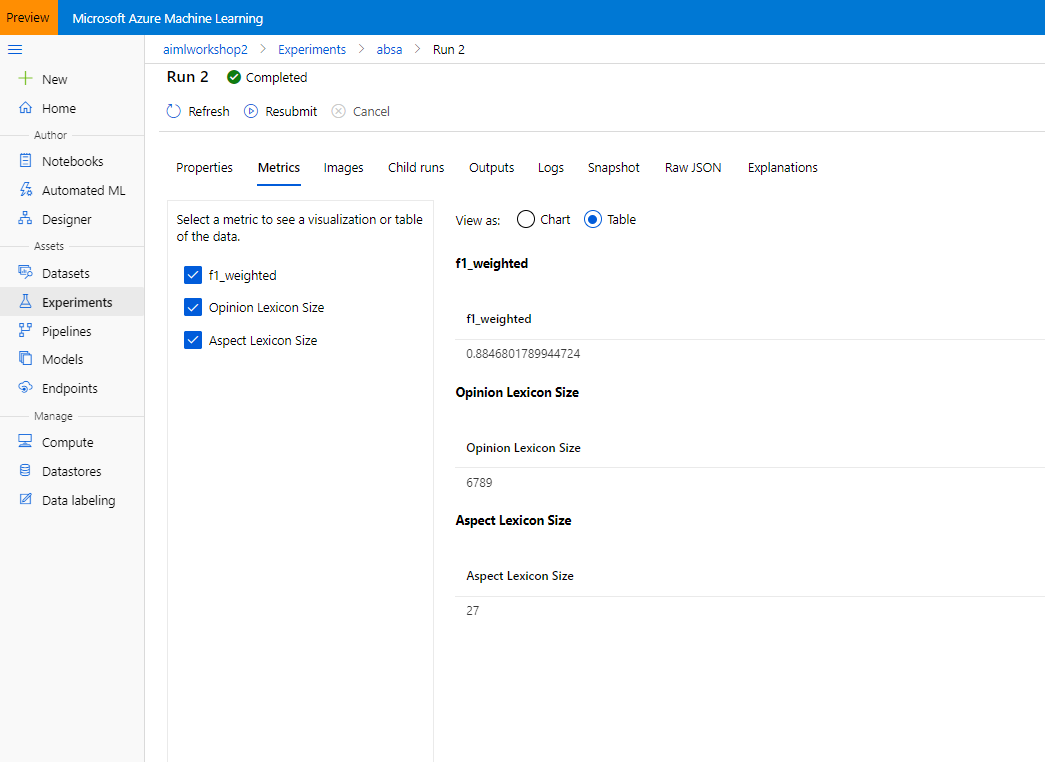 Preview
Microsoft Azure Machine Learning
New
Home
Author
Notebooks
Automated ML
Designer
Assets
Datasets
Experiments
Pipelines
Models
Endpoints
Manage
Compute
Datastores
Data labeling
aimlworkshop2 > Experiments > absa > Run 2
Run 2 Completed
Refresh Resubmit Cancel
Properties Metrics Images Child runs Outputs Logs Snapshot Raw JSON Explanations
Select a metric to see a visualization or table
of the data.
f1_weighted
Opinion Lexicon Size
Aspect Lexicon Size
View as: Chart Table
f1_weighted
f1_weighted
0.8846801789944724
Opinion Lexicon Size
Opinion Lexicon Size
6789
Aspect Lexicon Size
Aspect Lexicon Size
27